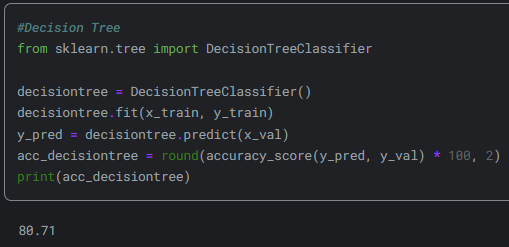 #Decision Tree
from sklearn.tree import DecisionTreeClassifier
decisiontree = DecisionTreeClassifier()
decisiontree.fit(x_train, y_train)
y_pred = decisiontree.predict(x_val)
acc_decisiontree = round(accuracy_score(y_pred, y_val) * 100, 2)
print(acc_decisiontree)
80.71